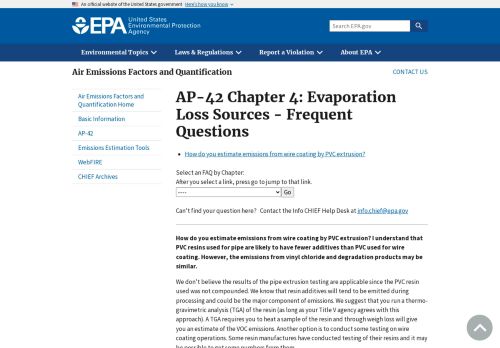 An official website of the United States government Here's how you know
EPA United States
Environmental Protection
Agency
Search EPA.gov
Environmental Topics
Laws & Regulations
Report a Violation
About EPA
Air Emissions Factors and Quantification
CONTACT US
Air Emissions Factors and
Quantification Home
Basic Information
AP-42
Emissions Estimation Tools
WebFIRE
CHIEF Archives
AP-42 Chapter 4: Evaporation
Loss Sources - Frequent
Questions
How do you estimate emissions from wire coating by PVC extrusion?
Select an FAQ by Chapter:
After you select a link, press go to jump to that link.
---- Go
Can't find your question here? Contact the Info CHIEF Help Desk at info.chief@epa.gov
How do you estimate emissions from wire coating by PVC extrusion? I understand that
PVC resins used for pipe are likely to have fewer additives than PVC used for wire
coating. However, the emissions from vinyl chloride and degradation products may be
similar.
We don't believe the results of the pipe extrusion testing are applicable since the PVC resin
used was not compounded. We know that resin additives will tend to be emitted during
processing and could be the major component of emissions. We suggest that you run a thermo-
gravimetric analysis (TGA) of the resin (as long as your Title V agency agrees with this
approach). A TGA requires you to heat a sample of the resin and through weigh loss will give
you an estimate of the VOC emissions. Another option is to conduct some testing on wire
coating operations. Some resin manufactures have conducted testing of their resins and it may
be possible to get some numbers from them.